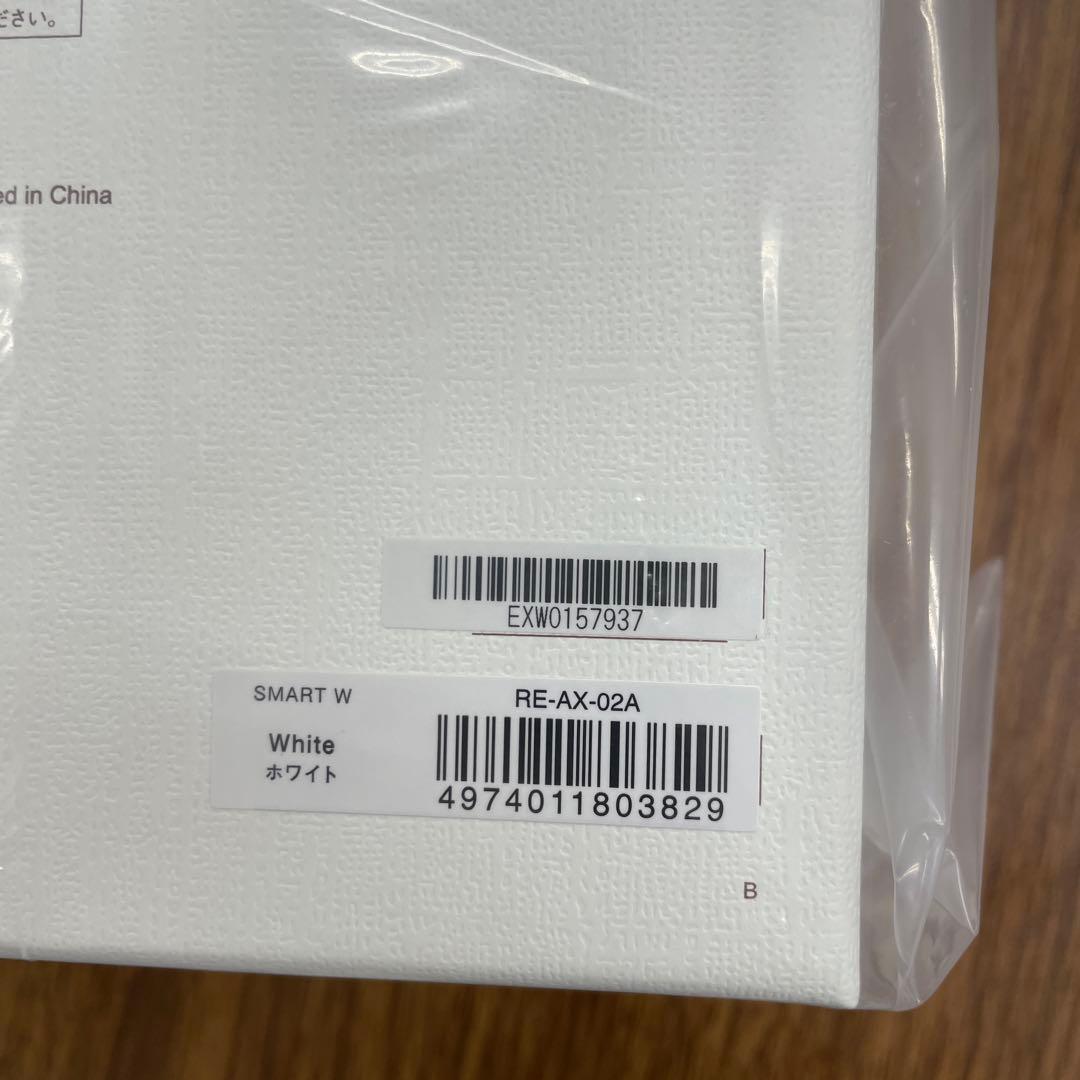 ださい。
ed in China
EXW0157937
SMART W
RE-AX-02A
White
ホワイト
4974011803829
B